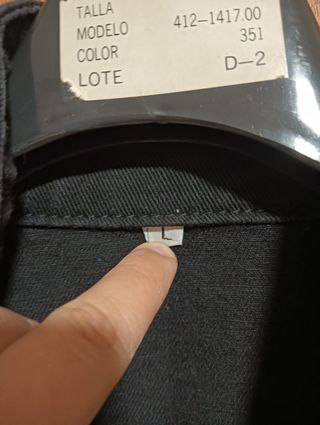 TALLA
MODELO 412-1417.00
COLOR 351
LOTE D-2
L